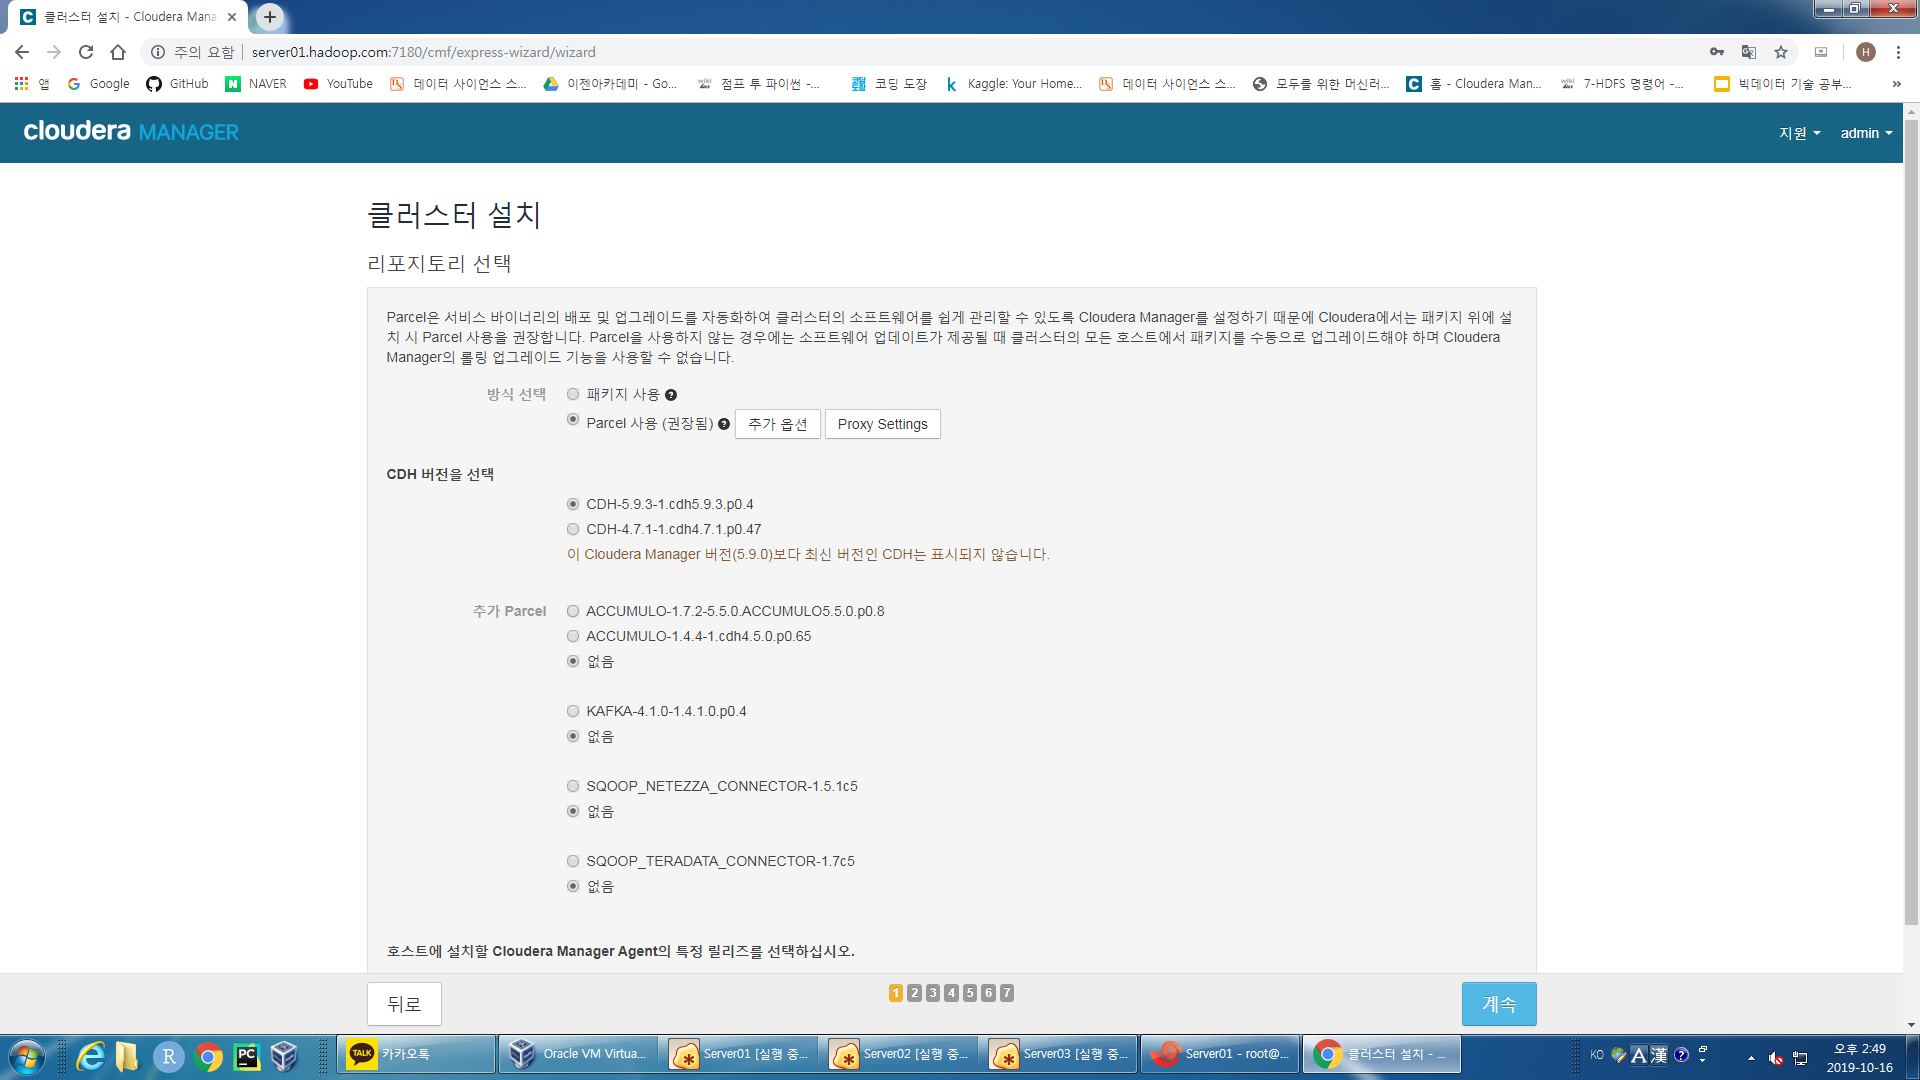 클러스터 설치 - Cloudera Mana
주의 요함
server01.hadoop.com:7180/cmf/express-wizard/wizard
H
앱
Google
GitHub
NAVER
YouTube
데이터 사이언스 스...
이젠아카데미 - Go...
점프 투 파이썬 -...
코딩 도장
Kaggle: Your Home...
데이터 사이언스 스...
모두를 위한 머신러...
홈 - Cloudera Man...
7-HDFS 명령어 -...
빅데이터 기술 공부...
cloudera MANAGER
지원
admin
클러스터 설치
리포지토리 선택
Parcel은 서비스 바이너리의 배포 및 업그레이드를 자동화하여 클러스터의 소프트웨어를 쉽게 관리할 수 있도록 Cloudera Manager를 설정하기 때문에 Cloudera에서는 패키지 위에 설
치 시 Parcel 사용을 권장합니다. Parcel을 사용하지 않는 경우에는 소프트웨어 업데이트가 제공될 때 클러스터의 모든 호스트에서 패키지를 수동으로 업그레이드해야 하며 Cloudera
Manager의 롤링 업그레이드 기능을 사용할 수 없습니다.
방식 선택
패키지 사용
Parcel 사용 (권장됨)
추가 옵션
Proxy Settings
CDH 버전을 선택
CDH-5.9.3-1.cdh5.9.3.p0.4
CDH-4.7.1-1.cdh4.7.1.p0.47
이 Cloudera Manager 버전(5.9.0)보다 최신 버전인 CDH는 표시되지 않습니다.
추가 Parcel
ACCUMULO-1.7.2-5.5.0.ACCUMULO5.5.0.p0.8
ACCUMULO-1.4.4-1.cdh4.5.0.p0.65
없음
KAFKA-4.1.0-1.4.1.0.p0.4
없음
SQOOP_NETEZZA_CONNECTOR-1.5.1c5
없음
SQOOP_TERADATA_CONNECTOR-1.7c5
없음
호스트에 설치할 Cloudera Manager Agent의 특정 릴리즈를 선택하십시오.
뒤로
1 2 3 4 5 6 7
계속
TALK
카카오톡
Oracle VM Virtua...
Server01 [실행 중...
Server02 [실행 중...
Server03 [실행 중...
Server01 - root@...
클러스터 설치 - ...
KO
A
漢
오후 2:49
2019-10-16